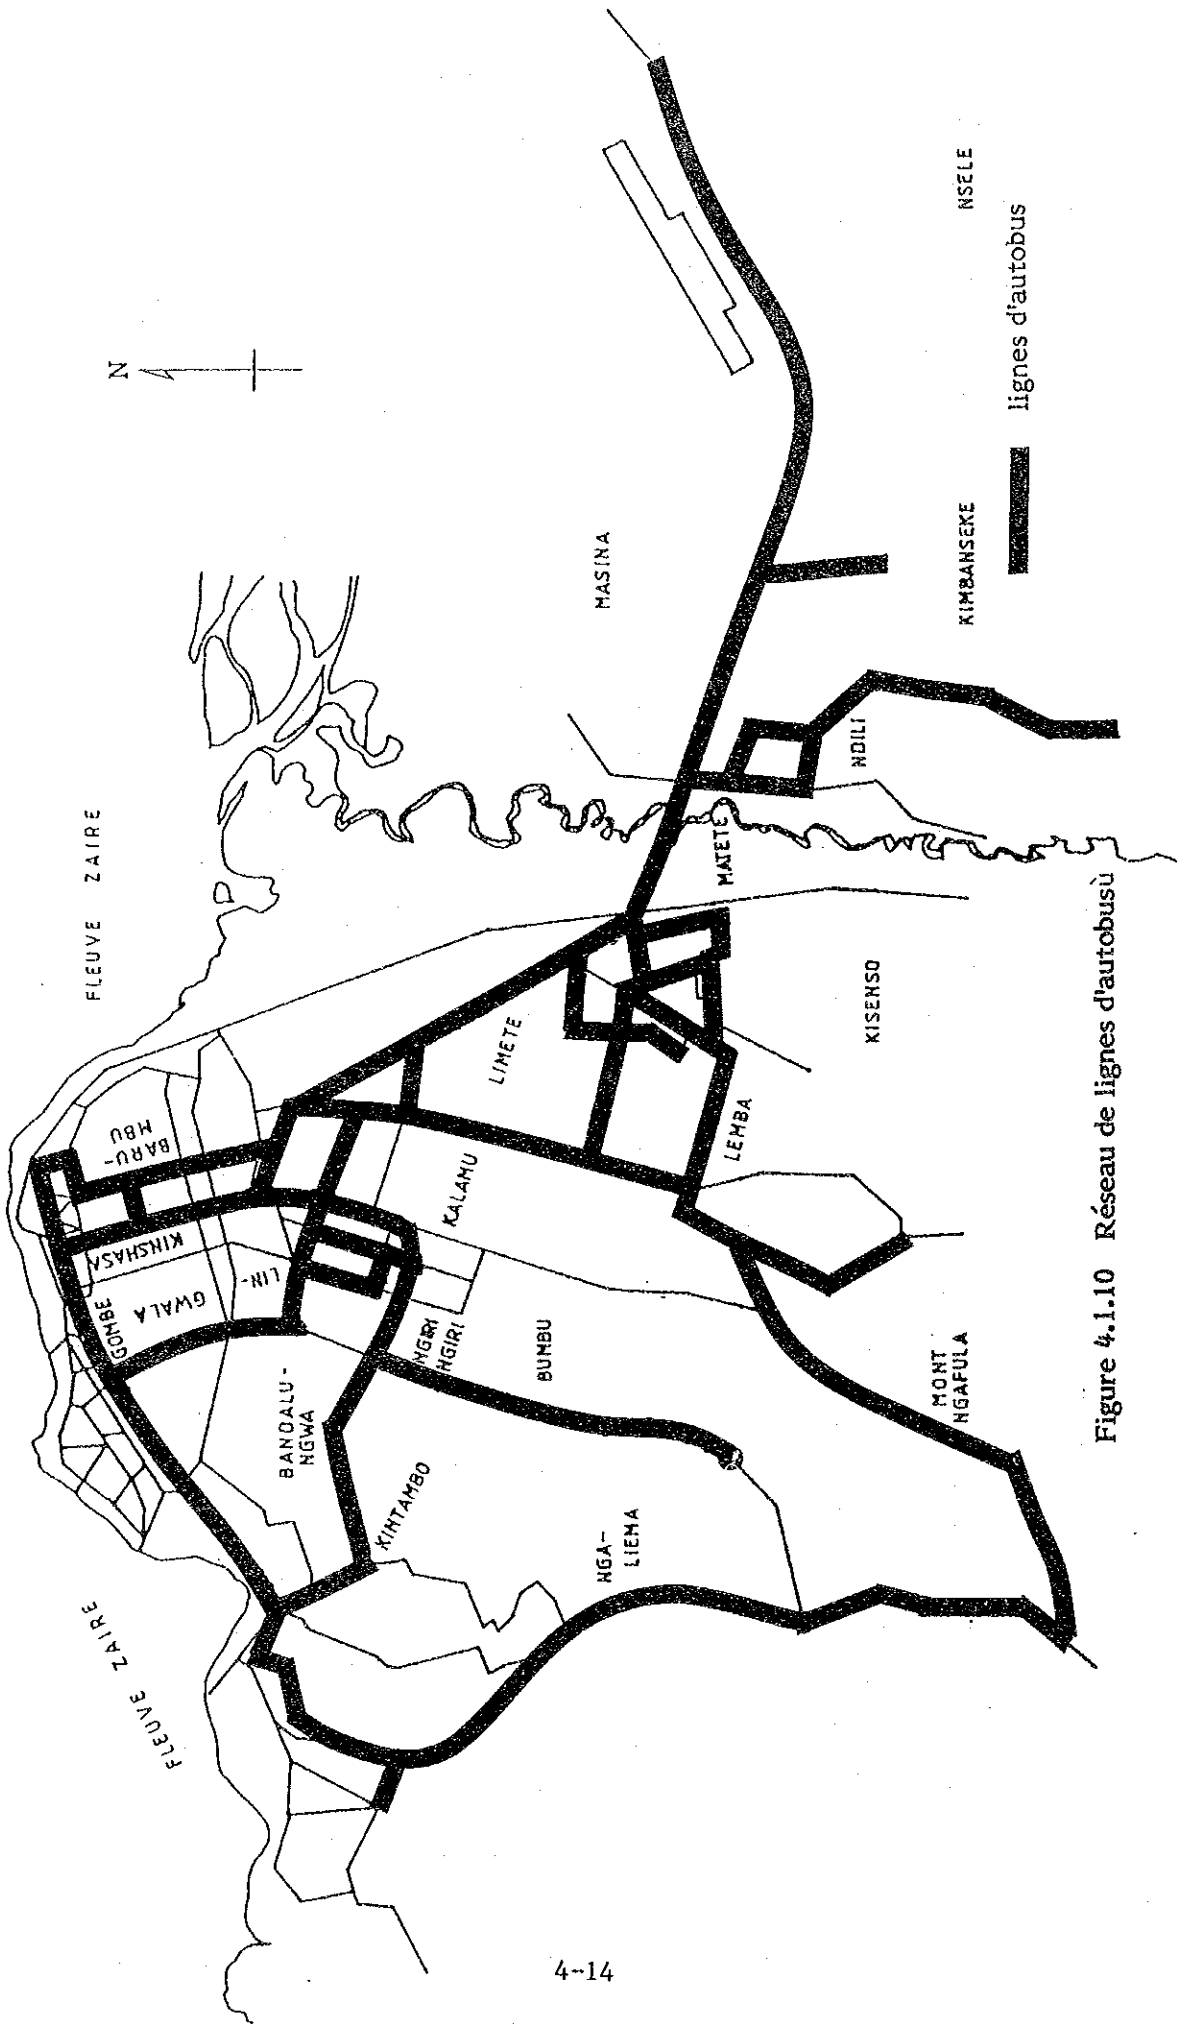 FLEUVE ZAIRE
FLEUVE ZAIRE
N
GOMBE
KINSHASA
BARU-
MBU
LIN-
GWALA
BANDALU-
NGWA
KINTAMBO
NGIRI
NGIRI
KALAMU
LIMETE
MASINA
BUMBU
NGA-
LIEMA
LEMBA
MATETE
NDILI
KISENSO
MONT
NGAFULA
KIMBANSEKE
NSELE
lignes d'autobus
Figure 4.1.10 Réseau de lignes d'autobusù
4-14